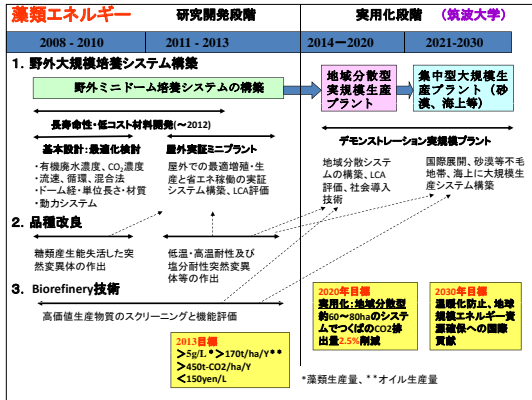 藻類エネルギー 研究開発段階 実用化段階 (筑波大学)
2008 - 2010 2011 - 2013 2014ー2020 2021-2030
1. 野外大規模培養システム構築
野外ミニドーム培養システムの構築
地域分散型
実規模生産
プラント
集中型大規模生
産プラント(砂
漠、海上等)
長寿命性・低コスト材料開発(~2012)
基本設計:最適化検討
・有機廃水濃度、CO2濃度
・流速、循環、混合法
・ドーム経・単位長さ・材質
・動力システム
屋外実証ミニプラント
屋外での最適増殖・生
産と省エネ稼働の実証
システム構築、LCA評価
デモンストレーション実規模プラント
地域分散システ
ムの構築、LCA
評価、社会導入
技術
国際展開、砂漠等不毛
地帯、海上に大規模生
産システム構築
2. 品種改良
糖類産生能失活した突
然変異体の作出
低温・高温耐性及び
塩分耐性突然変異
体等の作出
3. Biorefinery技術
高価値生産物質のスクリーニングと機能評価
2013目標
>5g/L * >170t/ha/Y**
>450t-CO2/ha/Y
<150yen/L
2020年目標
実用化:地域分散型
約60~80haのシステ
ムでつくばのCO2排
出量2.5%削減
2030年目標
温暖化防止、地球
規模エネルギー資
源確保への国際
貢献
*藻類生産量、**オイル生産量